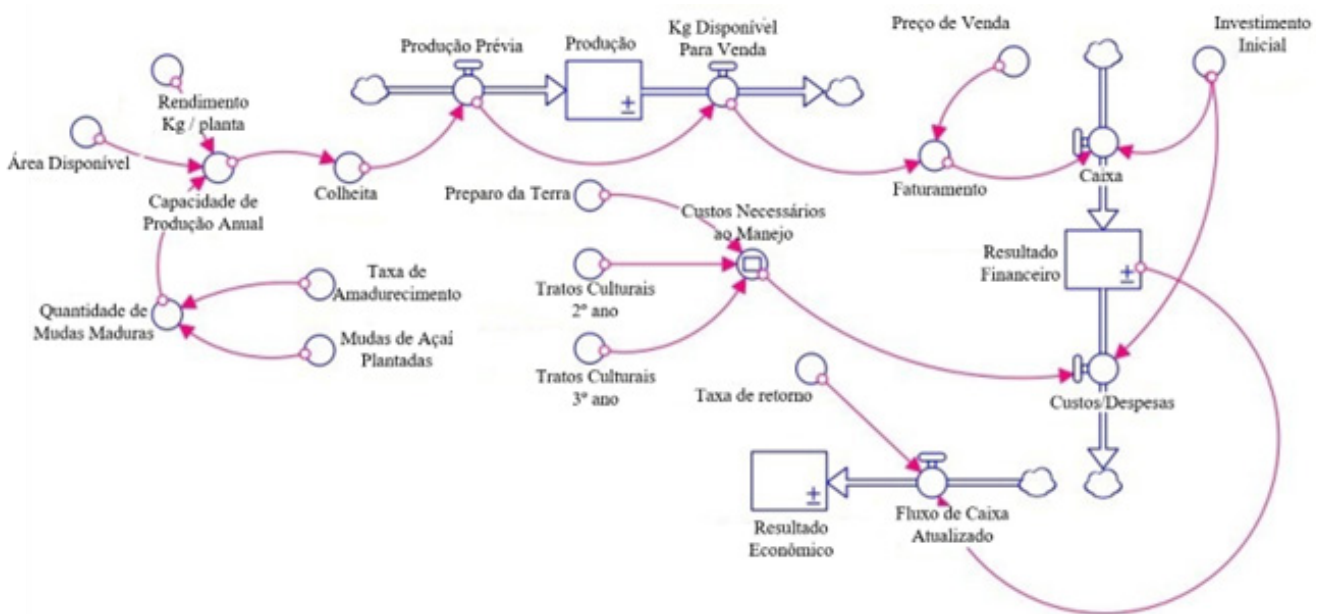 Produção Prévia
Produção
Kg Disponível
Para Venda
Preço de Venda
Investimento
Inicial
Rendimento
Kg / planta
Área Disponível
Capacidade de
Produção Anual
Colheita
Faturamento
Caixa
Preparo da Terra
Custos Necessários
ao Manejo
Resultado
Financeiro
Taxa de
Amadurecimento
Quantidade de
Mudas Maduras
Mudas de Açaí
Plantadas
Tratos Culturais
2º ano
Tratos Culturais
3º ano
Taxa de retorno
Custos/Despesas
Resultado
Econômico
Fluxo de Caixa
Atualizado